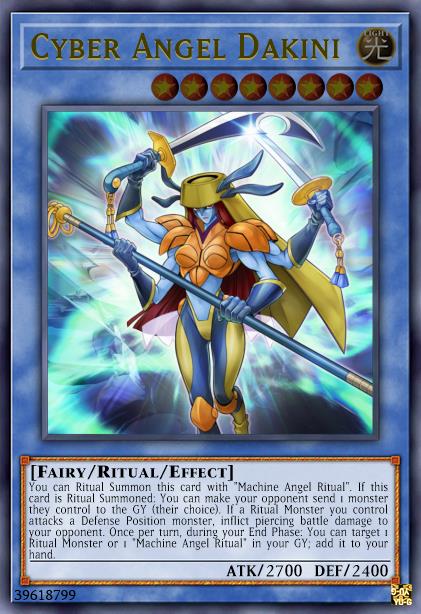 CYBER ANGEL DAKINI
LIGHT
光
[FAIRY/RITUAL/EFFECT]
You can Ritual Summon this card with "Machine Angel Ritual". If this
card is Ritual Summoned: You can make your opponent send 1 monster
they control to the GY (their choice). If a Ritual Monster you control
attacks a Defense Position monster, inflict piercing battle damage to
your opponent. Once per turn, during your End Phase: You can target 1
Ritual Monster or 1 "Machine Angel Ritual" in your GY; add it to your
hand.
ATK/2700 DEF/2400
39618799